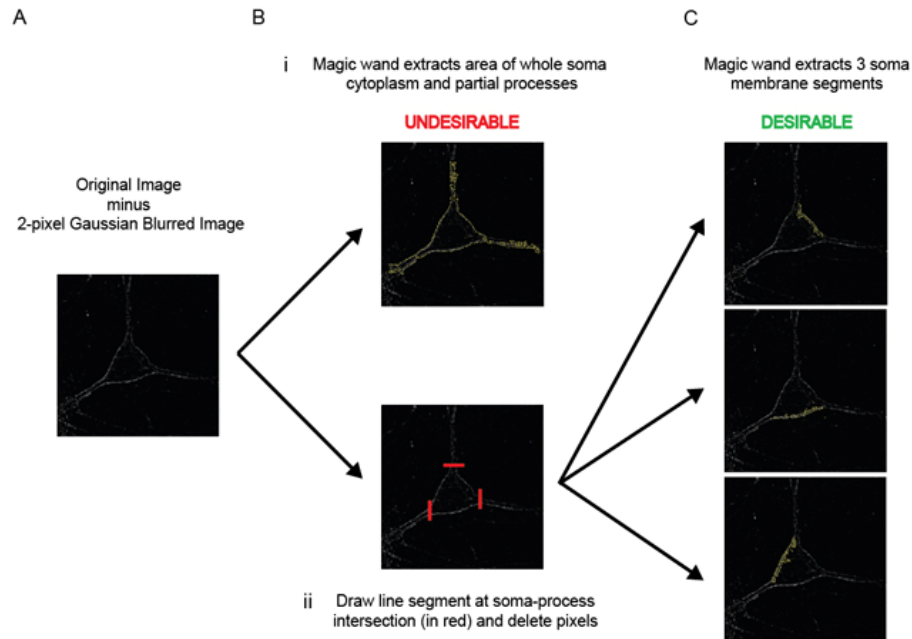 A
B
C
i
Magic wand extracts area of whole soma
cytoplasm and partial processes
UNDESIRABLE
Magic wand extracts 3 soma
membrane segments
DESIRABLE
Original Image
minus
2-pixel Gaussian Blurred Image
ii
Draw line segment at soma-process
intersection (in red) and delete pixels